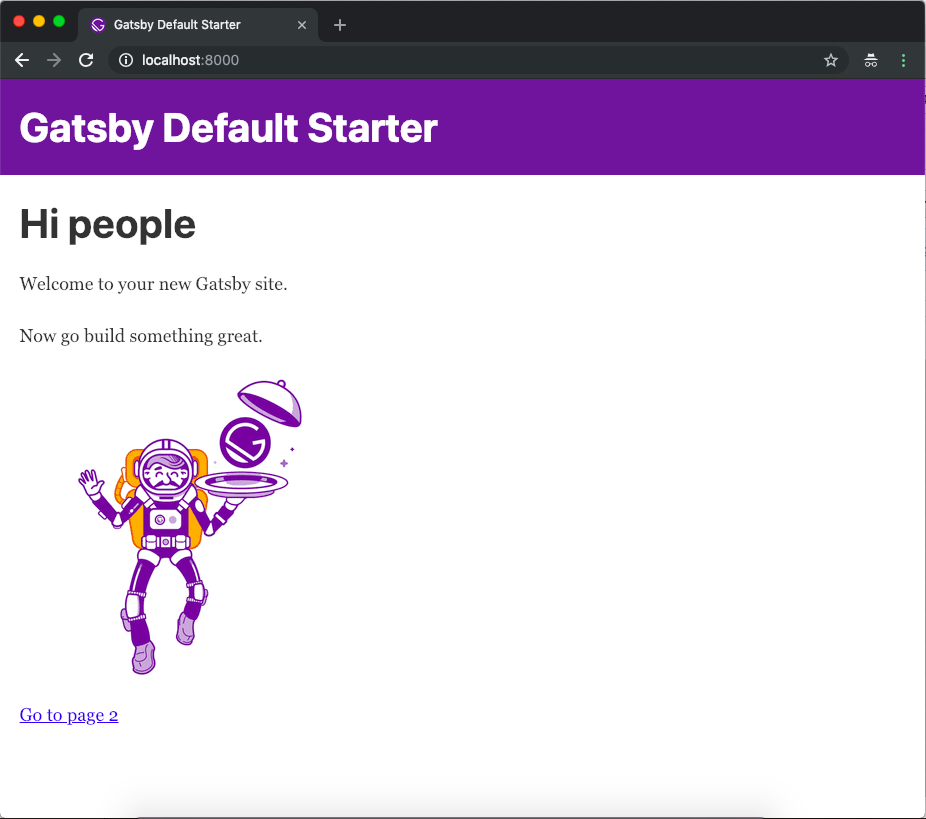 Gatsby Default Starter
localhost:8000
Gatsby Default Starter
Hi people
Welcome to your new Gatsby site.
Now go build something great.
Go to page 2